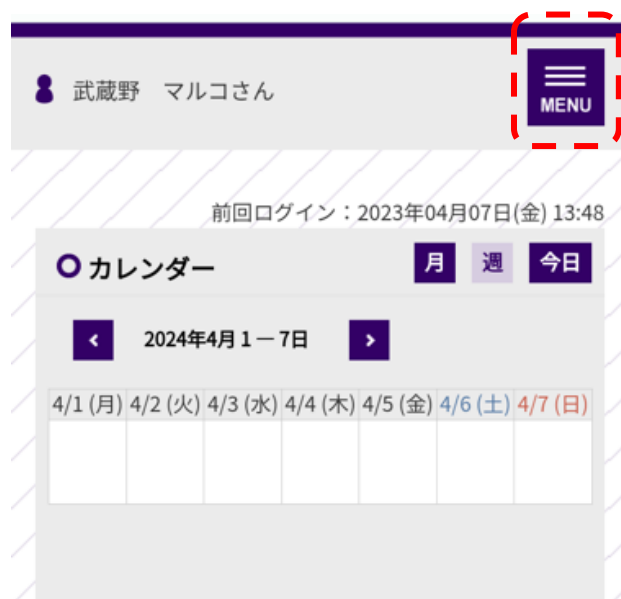 武蔵野　マルコさん
MENU
前回ログイン：2023年04月07日(金) 13:48
カレンダー 月 週 今日
2024年4月 1 — 7日
4/1 (月) 4/2 (火) 4/3 (水) 4/4 (木) 4/5 (金) 4/6 (土) 4/7 (日)